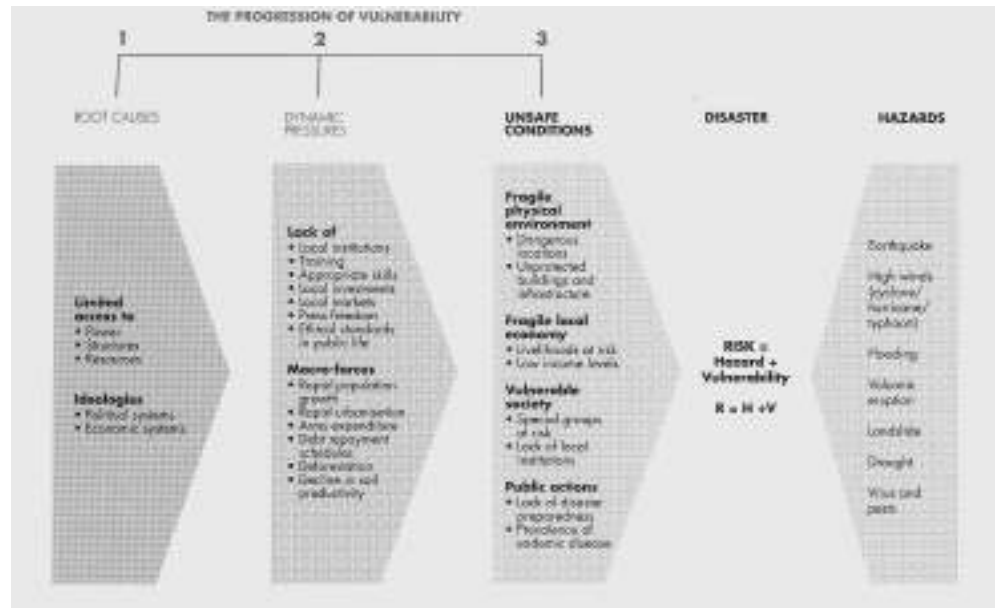 THE PROGRESSION OF VULNERABILITY
1
2
3
ROOT CAUSES
Limited
access to
• Power
• Structures
• Resources
Ideologies
• Political systems
• Economic systems
DYNAMIC
PRESSURES
Lack of
• Local institutions
• Training
• Appropriate skills
• Local investments
• Local markets
• Press freedom
• Ethical standards
in public life
Macro-forces
• Rapid population
growth
• Rapid urbanisation
• Arms expenditure
• Debt repayment
schedules
• Deforestation
• Decline in soil
productivity
UNSAFE
CONDITIONS
Fragile
physical
environment
• Dangerous
locations
• Unprotected
buildings and
infrastructure
Fragile local
economy
• Livelihoods at risk
• Low income levels
Vulnerable
society
• Special groups
at risk
• Lack of local
institutions
Public actions
• Lack of disaster
preparedness
• Prevalence of
endemic disease
DISASTER
RISK =
Hazard +
Vulnerability
R = H +V
HAZARDS
Earthquake
High winds
(cyclone/
hurricane/
typhoon)
Flooding
Volcanic
eruption
Landslide
Drought
Virus and
pests